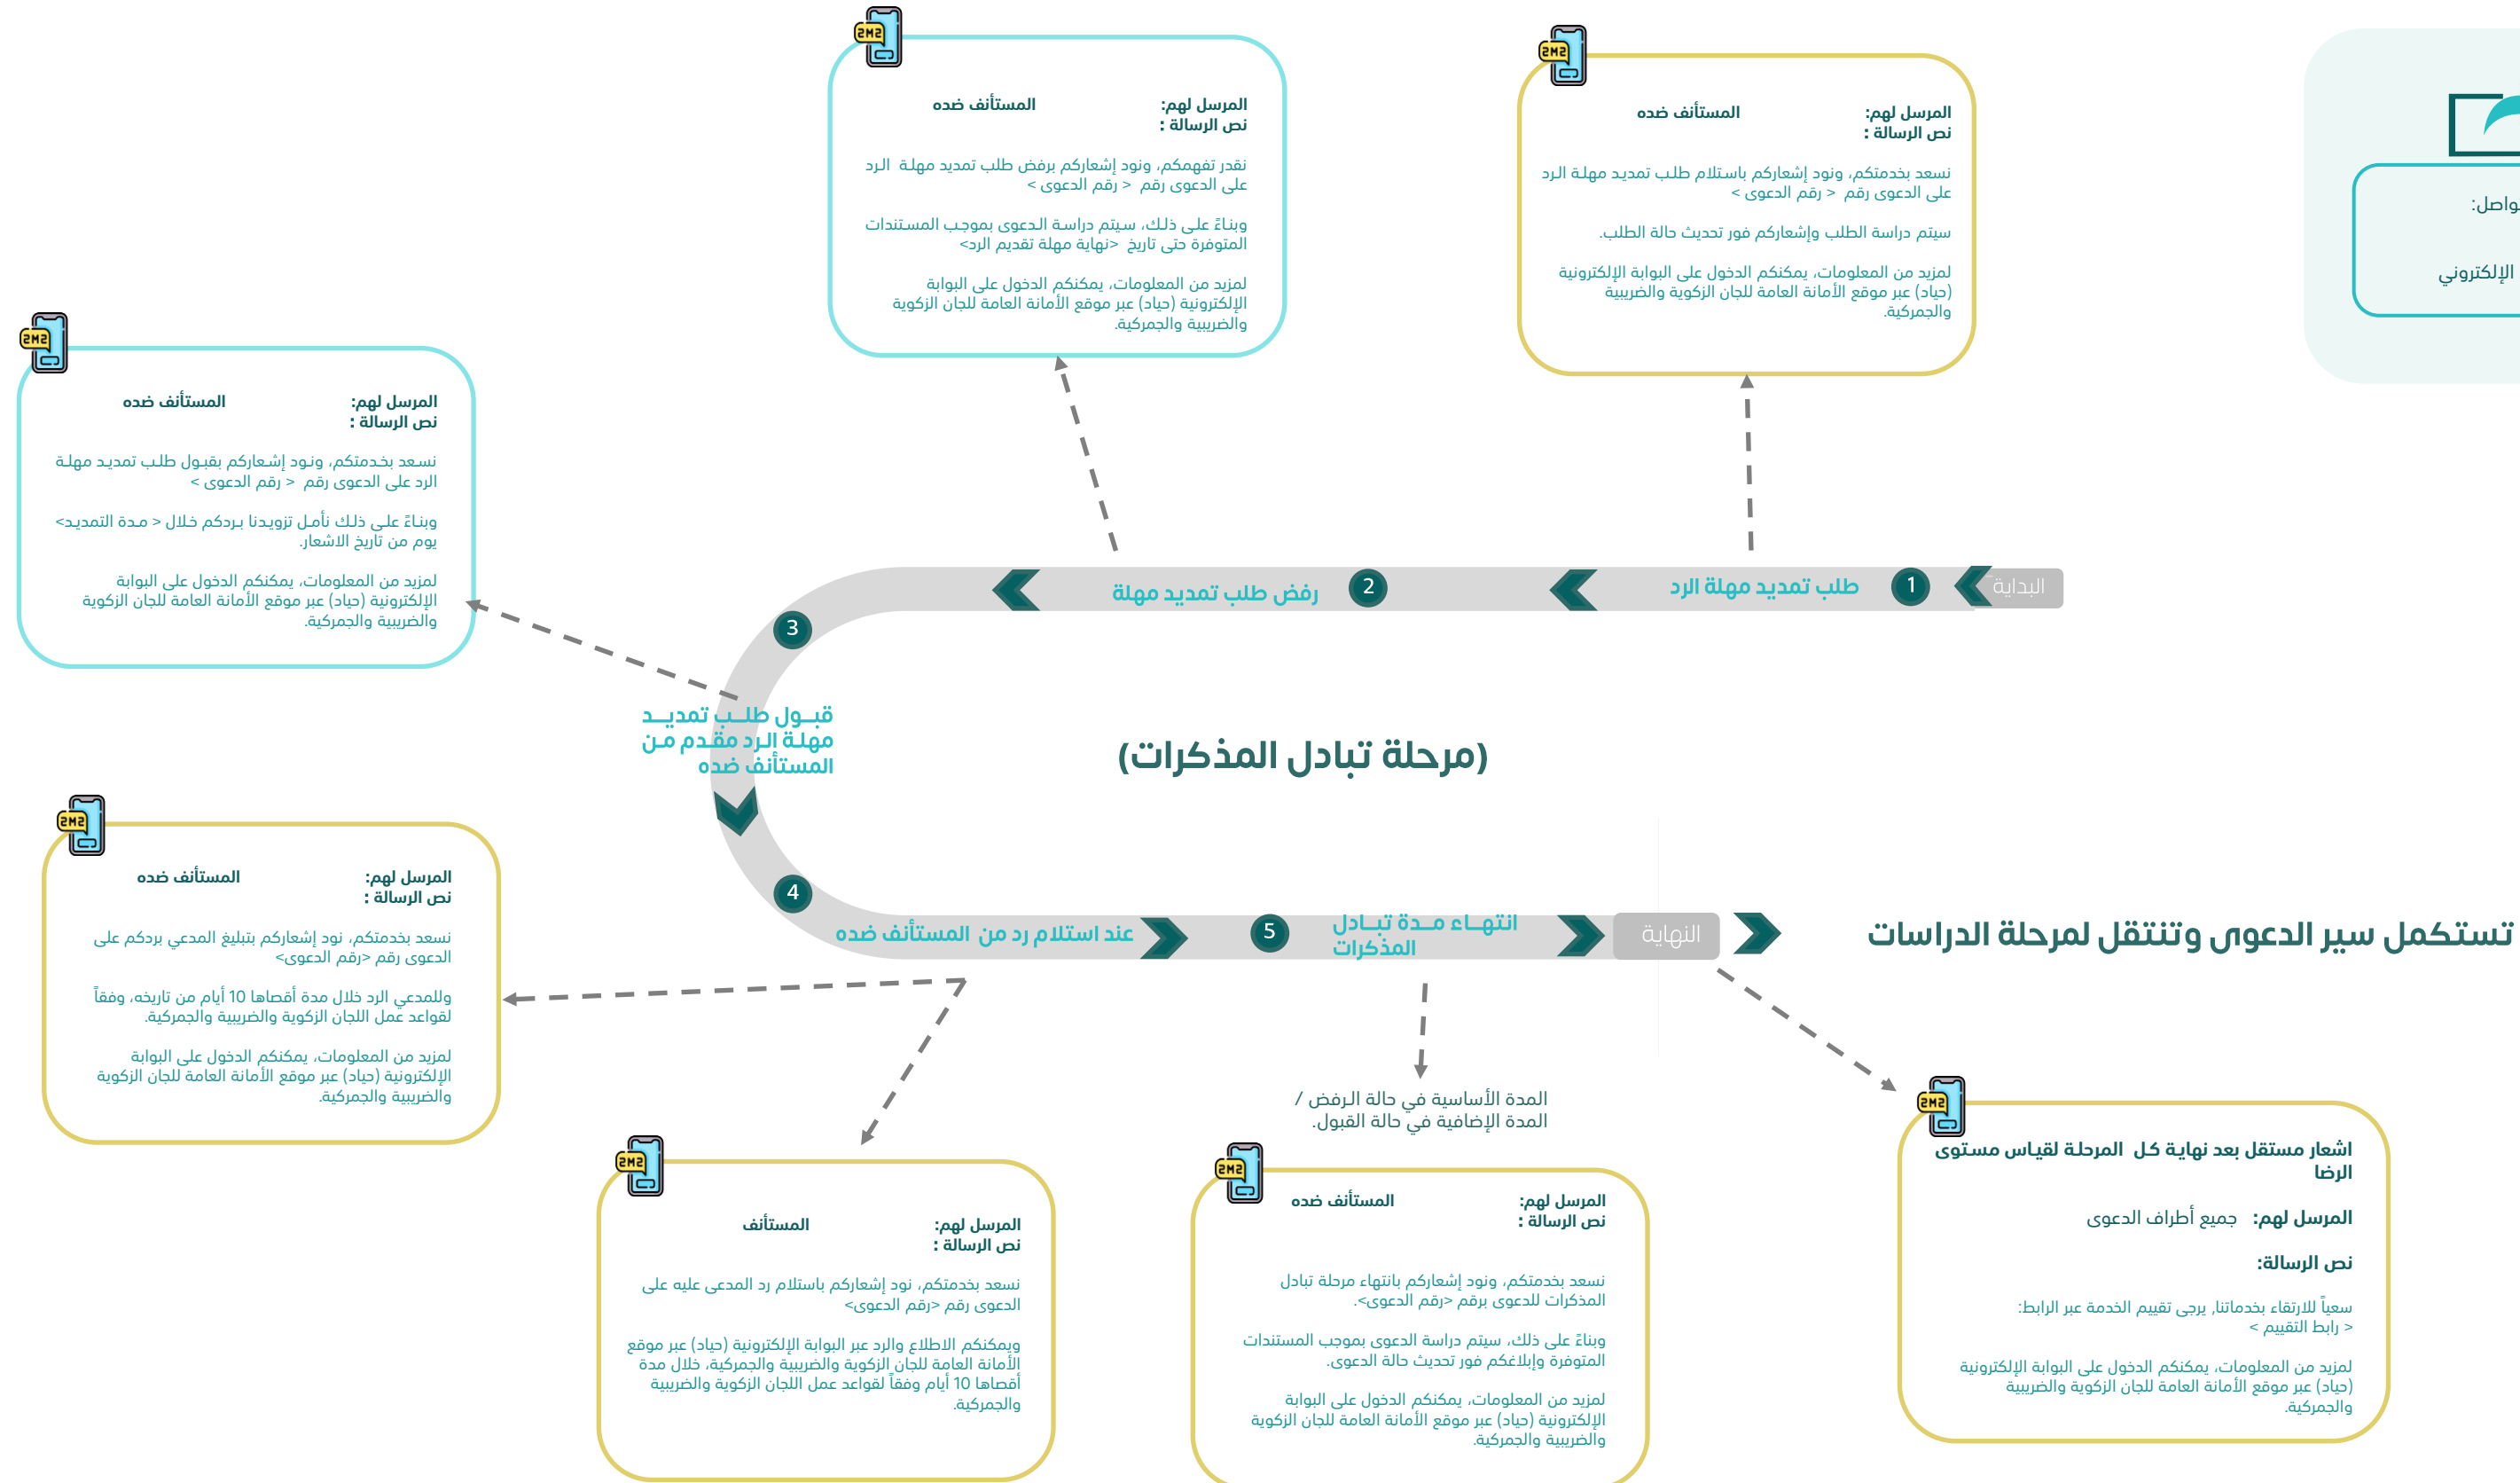 المرسل لهم: المستأنف ضده
نص الرسالة :
نسعد بخدمتكم، ونود إشعاركم باستلام طلب تمديد مهلة الرد
على الدعوى رقم < رقم الدعوى >
سيتم دراسة الطلب وإشعاركم فور تحديث حالة الطلب.
لمزيد من المعلومات، يمكنكم الدخول على البوابة الإلكترونية
(حياد) عبر موقع الأمانة العامة للجان الزكوية والضريبية
والجمركية.
المرسل لهم: المستأنف ضده
نص الرسالة :
نقدر تفهمكم، ونود إشعاركم برفض طلب تمديد مهلة الرد
على الدعوى رقم < رقم الدعوى >
وبناءً على ذلك، سيتم دراسة الدعوى بموجب المستندات
المتوفرة حتى تاريخ <نهاية مهلة تقديم الرد>
لمزيد من المعلومات، يمكنكم الدخول على البوابة
الإلكترونية (حياد) عبر موقع الأمانة العامة للجان الزكوية
والضريبية والجمركية.
الإلكتروني
المرسل لهم: المستأنف ضده
نص الرسالة :
نسعد بخدمتكم، ونود إشعاركم بقبول طلب تمديد مهلة
الرد على الدعوى رقم < رقم الدعوى >
وبناءً على ذلك نأمل تزويدنا بردكم خلال < مدة التمديد>
يوم من تاريخ الاشعار.
لمزيد من المعلومات، يمكنكم الدخول على البوابة
الإلكترونية (حياد) عبر موقع الأمانة العامة للجان الزكوية
والضريبية والجمركية.
البداية
1
طلب تمديد مهلة الرد
2
رفض طلب تمديد مهلة
3
قبول طلب تمديد
مهلة الرد مقدم من
المستأنف ضده
(مرحلة تبادل المذكرات)
4
عند استلام رد من المستأنف ضده
5
انتهاء مدة تبادل
المذكرات
النهاية
تستكمل سير الدعوى وتنتقل لمرحلة الدراسات
المرسل لهم: المستأنف ضده
نص الرسالة :
نسعد بخدمتكم، نود إشعاركم بتبليغ المدعي بردكم على
الدعوى رقم <رقم الدعوى>
وللمدعي الرد خلال مدة أقصاها 10 أيام من تاريخه، وفقاً
لقواعد عمل اللجان الزكوية والضريبية والجمركية.
لمزيد من المعلومات، يمكنكم الدخول على البوابة
الإلكترونية (حياد) عبر موقع الأمانة العامة للجان الزكوية
والضريبية والجمركية.
المرسل لهم: المستأنف
نص الرسالة :
نسعد بخدمتكم، نود إشعاركم باستلام رد المدعى عليه على
الدعوى رقم <رقم الدعوى>
ويمكنكم الاطلاع والرد عبر البوابة الإلكترونية (حياد) عبر موقع
الأمانة العامة للجان الزكوية والضريبية والجمركية، خلال مدة
أقصاها 10 أيام وفقاً لقواعد عمل اللجان الزكوية والضريبية
والجمركية.
المدة الأساسية في حالة الرفض /
المدة الإضافية في حالة القبول.
المرسل لهم: المستأنف ضده
نص الرسالة :
نسعد بخدمتكم، ونود إشعاركم بانتهاء مرحلة تبادل
المذكرات للدعوى برقم <رقم الدعوى>.
وبناءً على ذلك، سيتم دراسة الدعوى بموجب المستندات
المتوفرة وإبلاغكم فور تحديث حالة الدعوى.
لمزيد من المعلومات، يمكنكم الدخول على البوابة
الإلكترونية (حياد) عبر موقع الأمانة العامة للجان الزكوية
والضريبية والجمركية.
اشعار مستقل بعد نهاية كل المرحلة لقياس مستوى
الرضا
المرسل لهم: جميع أطراف الدعوى
نص الرسالة:
سعياً للارتقاء بخدماتنا, يرجى تقييم الخدمة عبر الرابط:
< رابط التقييم >
لمزيد من المعلومات، يمكنكم الدخول على البوابة الإلكترونية
(حياد) عبر موقع الأمانة العامة للجان الزكوية والضريبية
والجمركية.